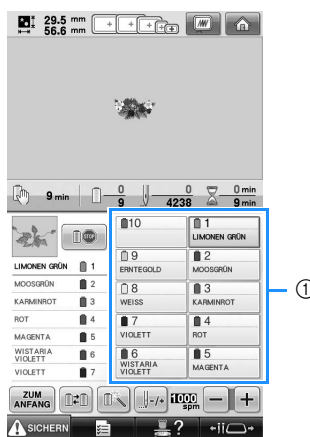 29.5 mm
56.6 mm
9 min
0
9
0
4238
0 min
9 min
LIMONEN GRÜN 1
MOOSGRÜN 2
KARMINROT 3
ROT 4
MAGENTA 5
WISTARIA
VIOLETT 6
VIOLETT 7
10
1
LIMONEN GRÜN
9
ERNTEGOLD
2
MOOSGRÜN
8
WEISS
3
KARMINROT
7
VIOLETT
4
ROT
6
WISTARIA
VIOLETT
5
MAGENTA
①
ZUM
ANFANG
-/+
1000
spm
− +
SICHERN
?